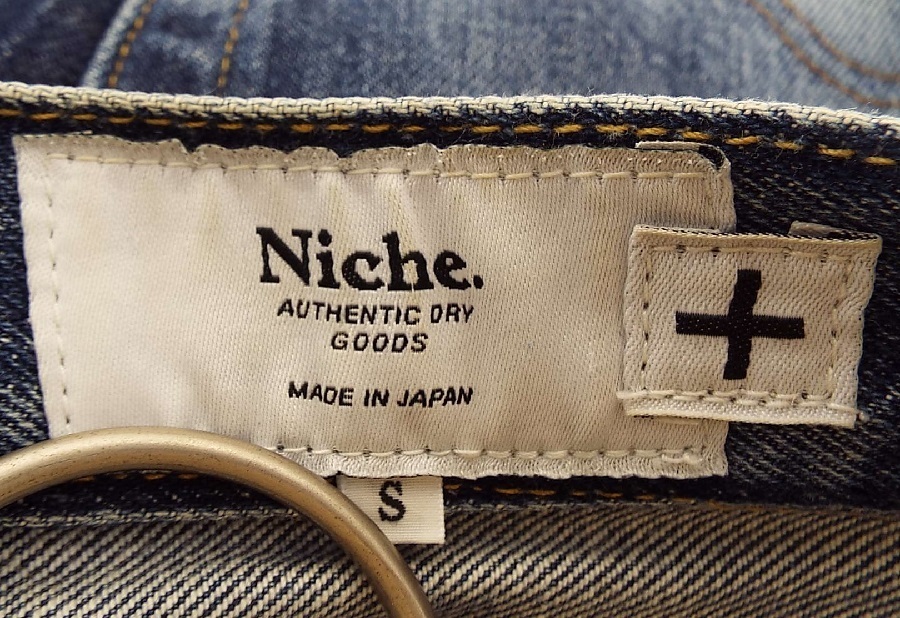 Niche.
AUTHENTIC DRY
GOODS
MADE IN JAPAN
S